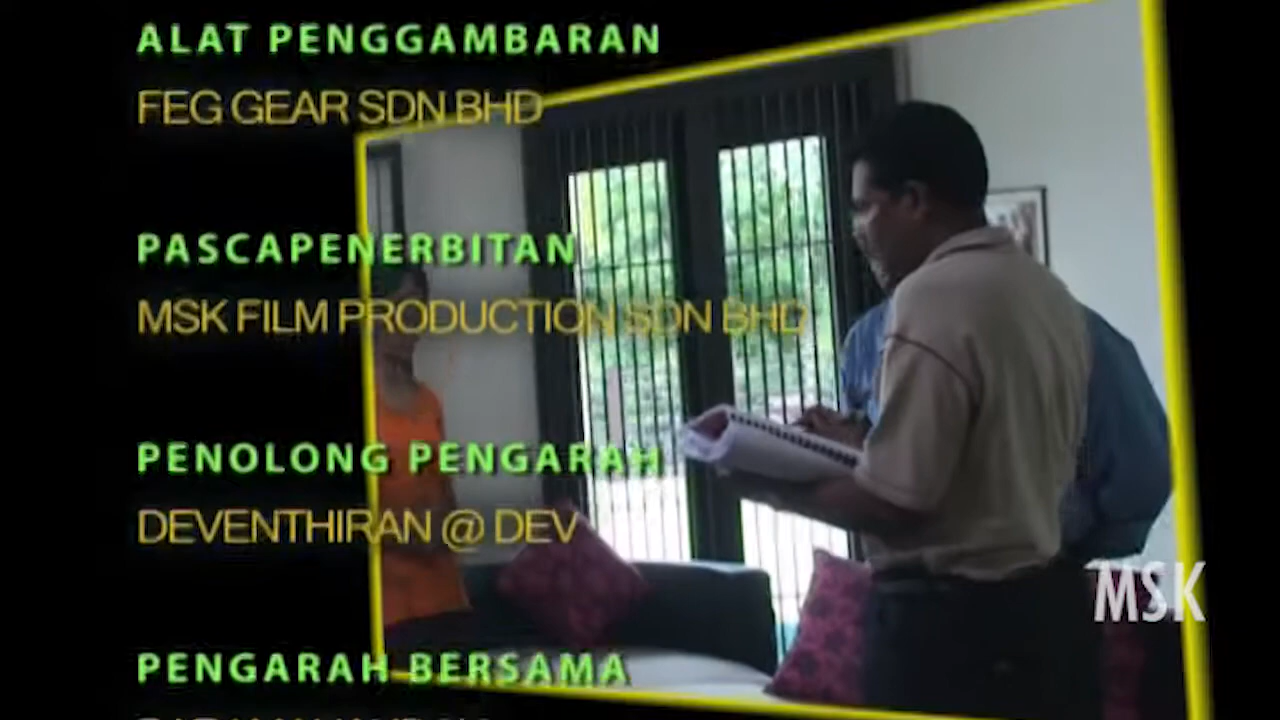 ALAT PENGGAMBARAN
FEG GEAR SDN BHD
PASCAPENERBITAN
MSK FILM PRODUCTION SDN BHD
PENOLONG PENGARAH
DEVENTHIRAN @ DEV
PENGARAH BERSAMA
MSK